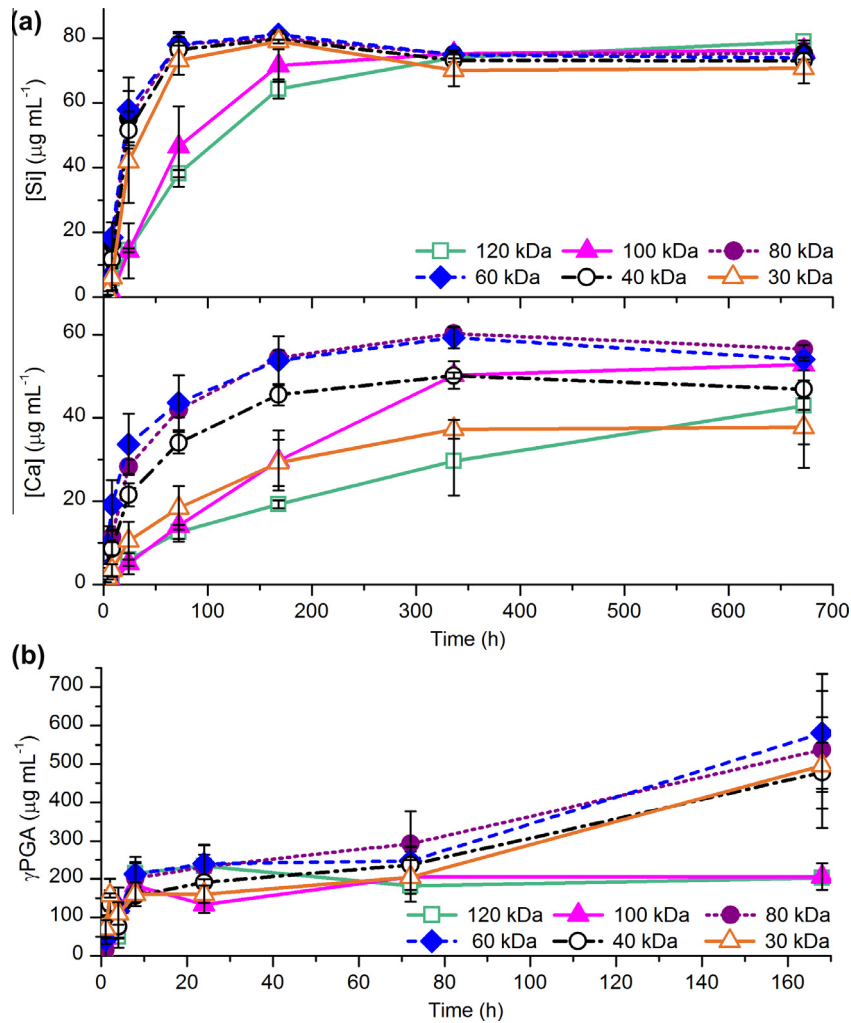 (a)
80
60
40
20
0
[Si] (µg mL⁻¹)
120 kDa 100 kDa 80 kDa
60 kDa 40 kDa 30 kDa
60
40
20
0
[Ca] (µg mL⁻¹)
0 100 200 300 400 500 600 700
Time (h)
(b)
700
600
500
400
300
200
100
0
γPGA (µg mL⁻¹)
120 kDa 100 kDa 80 kDa
60 kDa 40 kDa 30 kDa
0 20 40 60 80 100 120 140 160
Time (h)